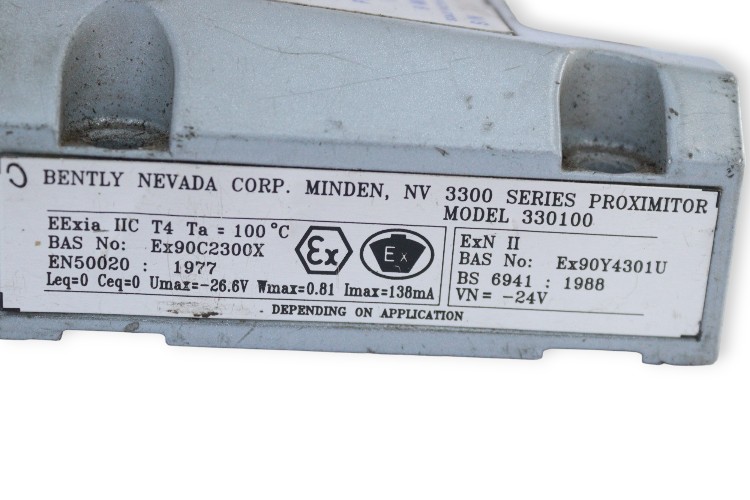 BENTLY NEVADA CORP. MINDEN, NV 3300 SERIES PROXIMITOR
MODEL 330100
EExia IIC T4 Ta = 100°C
BAS No: Ex90C2300X
EN50020 : 1977
Leq=0 Ceq=0 Umax=-26.6V Wmax=0.81 Imax=138mA
Ex
Ex
ExN II
BAS No: Ex90Y4301U
BS 6941 : 1988
VN= -24V
DEPENDING ON APPLICATION